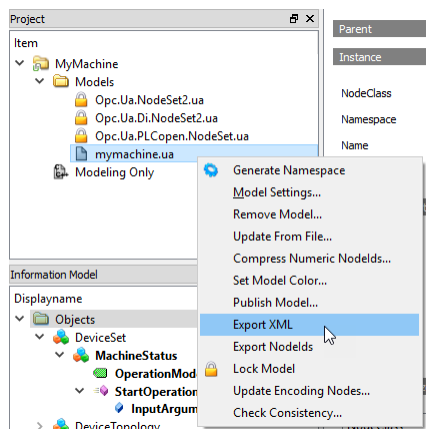 Project
Item
MyMachine
Models
Opc.Ua.NodeSet2.ua
Opc.Ua.Di.NodeSet2.ua
Opc.Ua.PLCopen.NodeSet.ua
mymachine.ua
Modeling Only
Parent
Instance
NodeClass
Namespace
Name
Generate Namespace
Model Settings...
Remove Model...
Update From File...
Compress Numeric NodeIds...
Set Model Color...
Publish Model...
Export XML
Export NodeIds
Lock Model
Update Encoding Nodes...
Check Consistency...
Information Model
Displayname
Objects
DeviceSet
MachineStatus
OperationMod
StartOperation
InputArgum
DeviceTopology